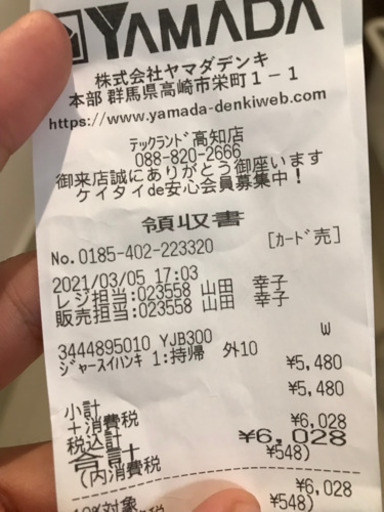 YAMADA
株式会社ヤマダデンキ
本部 群馬県高崎市栄町1-1
https://www.yamada-denkiweb.com
テックランド高知店
088-820-2666
御来店誠にありがとう御座います
ケイタイde安心会員募集中!
領収書
No.0185-402-223320 [カード売]
2021/03/05 17:03
レジ担当:023558 山田 幸子
販売担当:023558 山田 幸子
3444895010 YJB300 W
ジャースイハンキ 1:持帰 外10 ¥5,480
小計 ¥5,480
+消費税
税込計 ¥6,028
合計 ¥6,028
(内消費税 ¥548)
10%対象 ¥6,028
¥548)